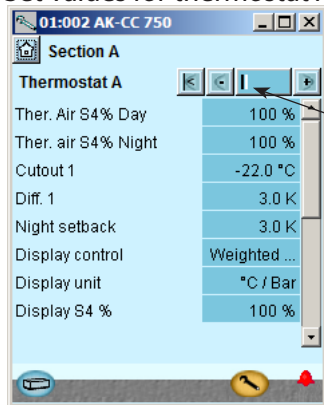 01:002 AK-CC 750
Section A
Thermostat A
Ther. Air S4% Day 100 %
Ther. air S4% Night 100 %
Cutout 1 -22.0 °C
Diff. 1 3.0 K
Night setback 3.0 K
Display control Weighted ...
Display unit °C / Bar
Display S4 % 100 %